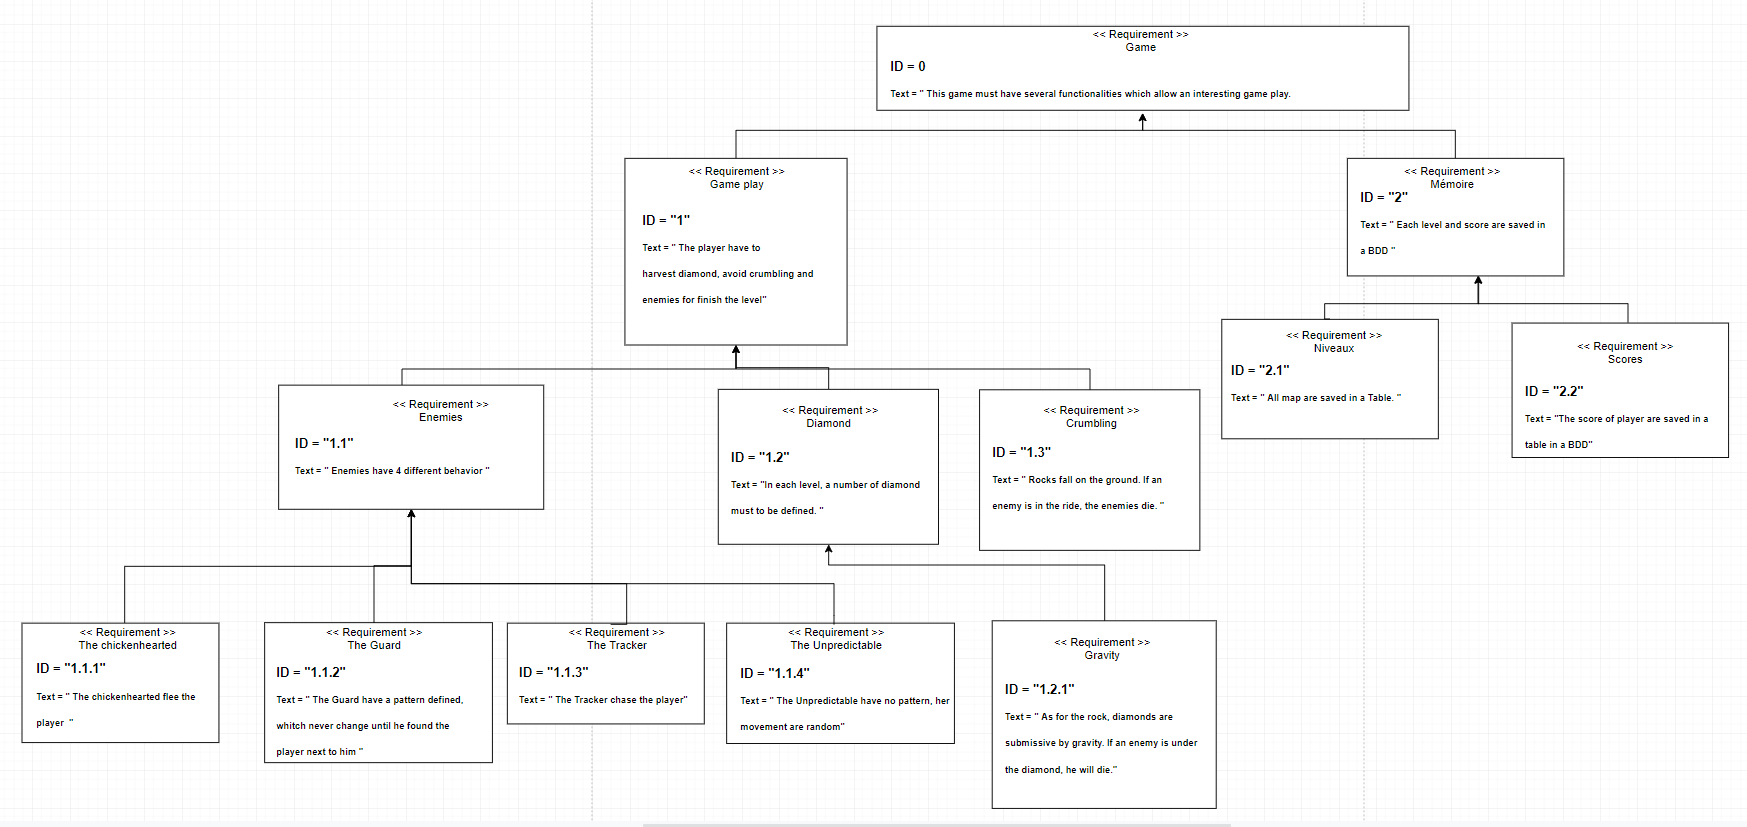 << Requirement >>
Game
ID = 0
Text = " This game must have several functionalities which allow an interesting game play.
<< Requirement >>
Game play
ID = "1"
Text = " The player have to
harvest diamond, avoid crumbling and
enemies for finish the level"
<< Requirement >>
Mémoire
ID = "2"
Text = " Each level and score are saved in
a BDD "
<< Requirement >>
Niveaux
ID = "2.1"
Text = " All map are saved in a Table. "
<< Requirement >>
Scores
ID = "2.2"
Text = "The score of player are saved in a
table in a BDD"
<< Requirement >>
Enemies
ID = "1.1"
Text = " Enemies have 4 different behavior "
<< Requirement >>
Diamond
ID = "1.2"
Text = "In each level, a number of diamond
must to be defined. "
<< Requirement >>
Crumbling
ID = "1.3"
Text = " Rocks fall on the ground. If an
enemy is in the ride, the enemies die. "
<< Requirement >>
The chickenhearted
ID = "1.1.1"
Text = " The chickenhearted flee the
player "
<< Requirement >>
The Guard
ID = "1.1.2"
Text = " The Guard have a pattern defined,
whitch never change until he found the
player next to him "
<< Requirement >>
The Tracker
ID = "1.1.3"
Text = " The Tracker chase the player"
<< Requirement >>
The Unpredictable
ID = "1.1.4"
Text = " The Unpredictable have no pattern, her
movement are random"
<< Requirement >>
Gravity
ID = "1.2.1"
Text = " As for the rock, diamonds are
submissive by gravity. If an enemy is under
the diamond, he will die."